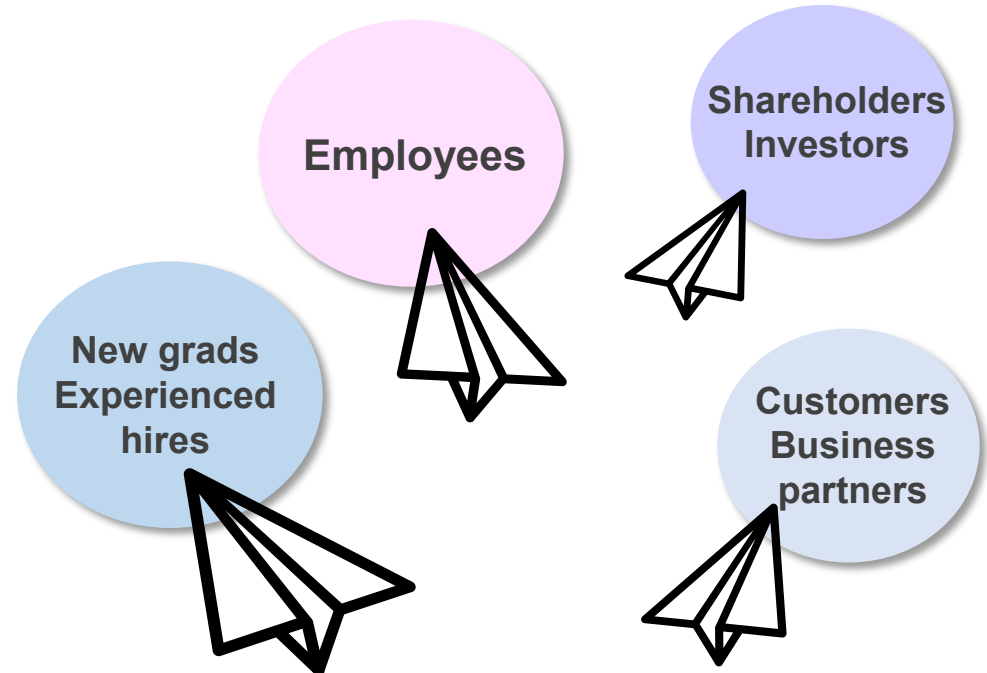 Employees
Shareholders
Investors
New grads
Experienced
hires
Customers
Business
partners